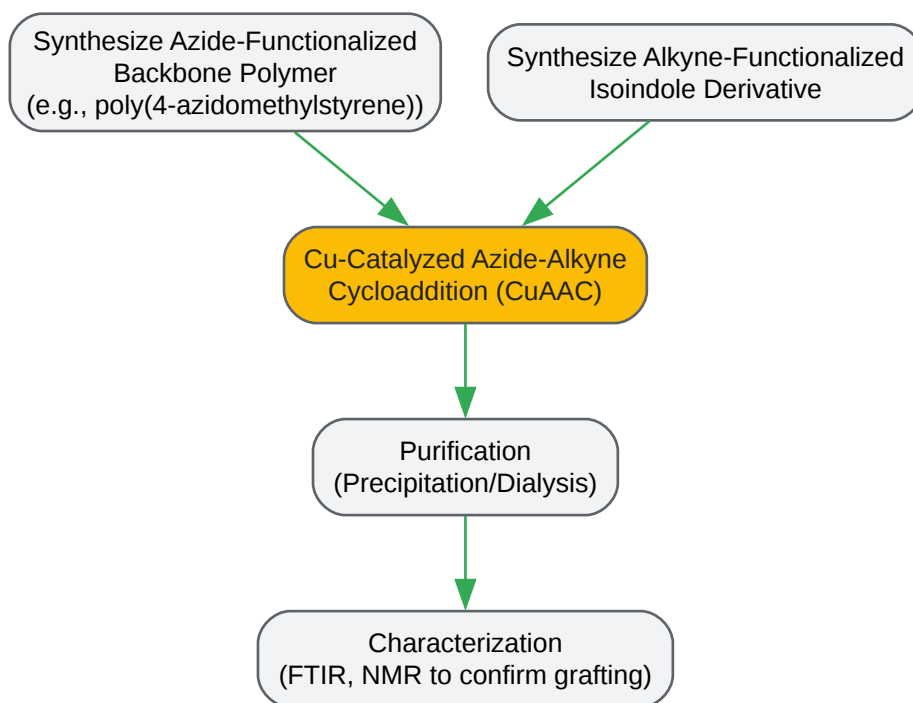 Synthesize Azide-Functionalized
Backbone Polymer
(e.g., poly(4-azidomethylstyrene))
Synthesize Alkyne-Functionalized
Isoindole Derivative
Cu-Catalyzed Azide-Alkyne
Cycloaddition (CuAAC)
Purification
(Precipitation/Dialysis)
Characterization
(FTIR, NMR to confirm grafting)